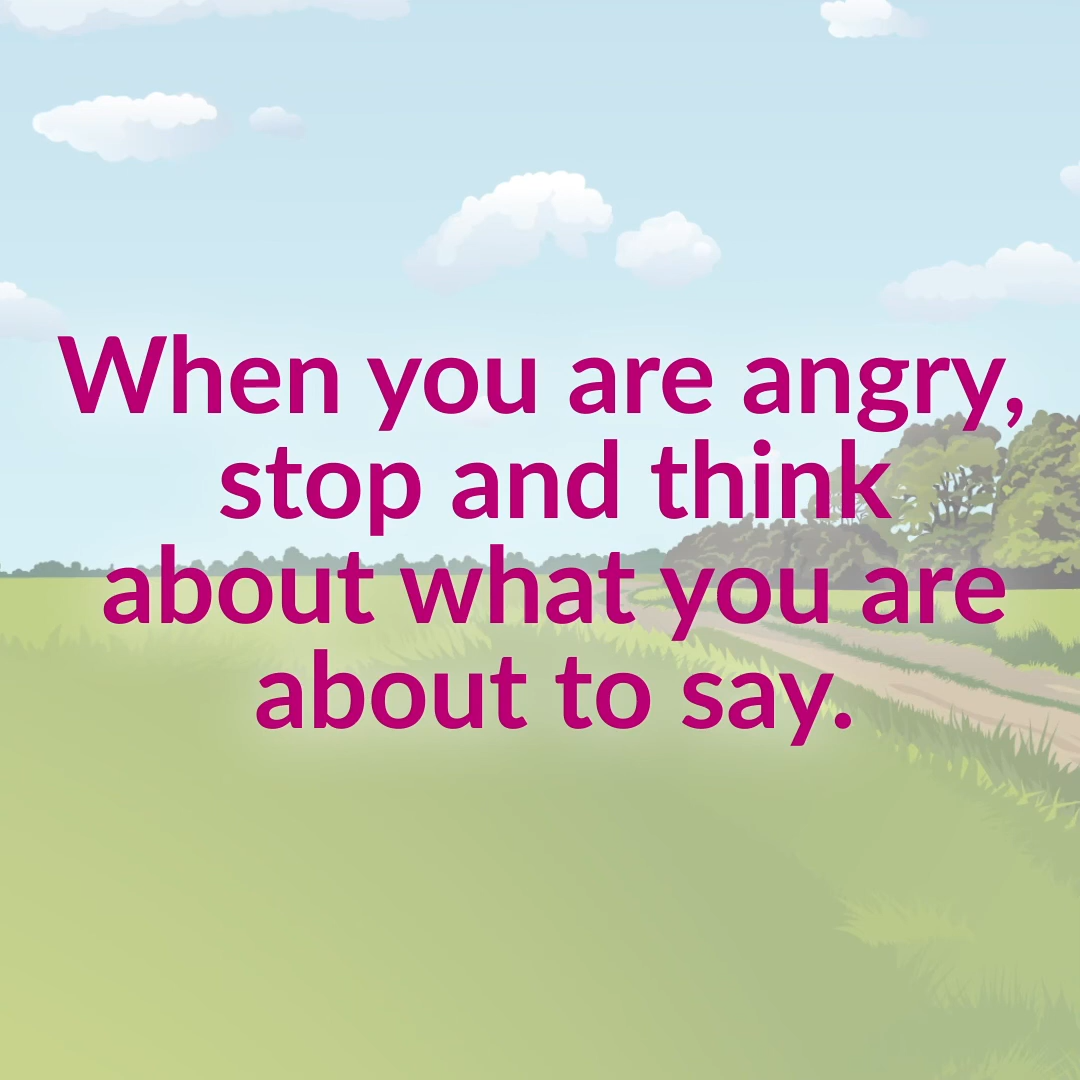 When you are angry,
stop and think
about what you are
about to say.